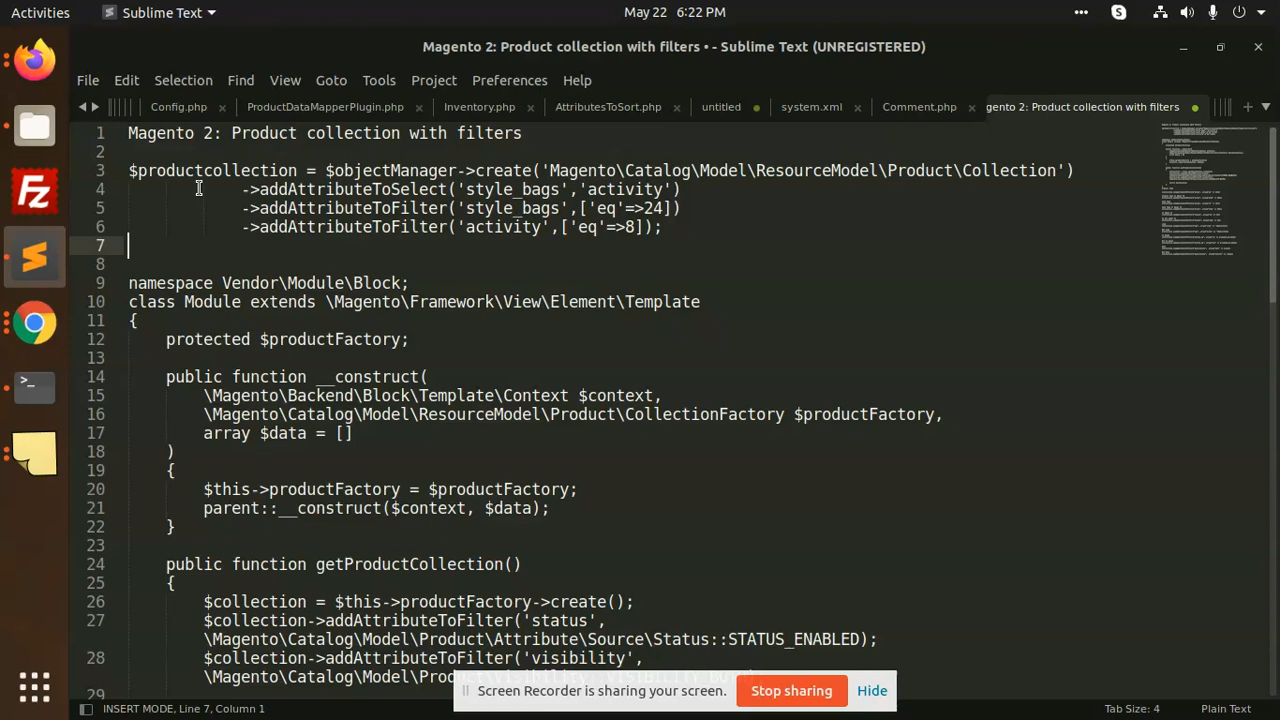 Activities Sublime Text May 22 6:22 PM
Magento 2: Product collection with filters • - Sublime Text (UNREGISTERED)
File Edit Selection Find View Goto Tools Project Preferences Help
Config.php ProductDataMapperPlugin.php Inventory.php AttributesToSort.php untitled system.xml Comment.php gento 2: Product collection with filters
1 Magento 2: Product collection with filters
2
3 $productcollection = $objectManager->create('Magento\Catalog\Model\ResourceModel\Product\Collection')
4 ->addAttributeToSelect('style_bags','activity')
5 ->addAttributeToFilter('style_bags',['eq'=>24])
6 ->addAttributeToFilter('activity',['eq'=>8]);
7
8
9 namespace Vendor\Module\Block;
10 class Module extends \Magento\Framework\View\Element\Template
11 {
12 protected $productFactory;
13
14 public function __construct(
15 \Magento\Backend\Block\Template\Context $context,
16 \Magento\Catalog\Model\ResourceModel\Product\CollectionFactory $productFactory,
17 array $data = []
18 )
19 {
20 $this->productFactory = $productFactory;
21 parent::__construct($context, $data);
22 }
23
24 public function getProductCollection()
25 {
26 $collection = $this->productFactory->create();
27 $collection->addAttributeToFilter('status',
\Magento\Catalog\Model\Product\Attribute\Source\Status::STATUS_ENABLED);
28 $collection->addAttributeToFilter('visibility',
29
Screen Recorder is sharing your screen. Stop sharing Hide
INSERT MODE, Line 7, Column 1 Tab Size: 4 Plain Text